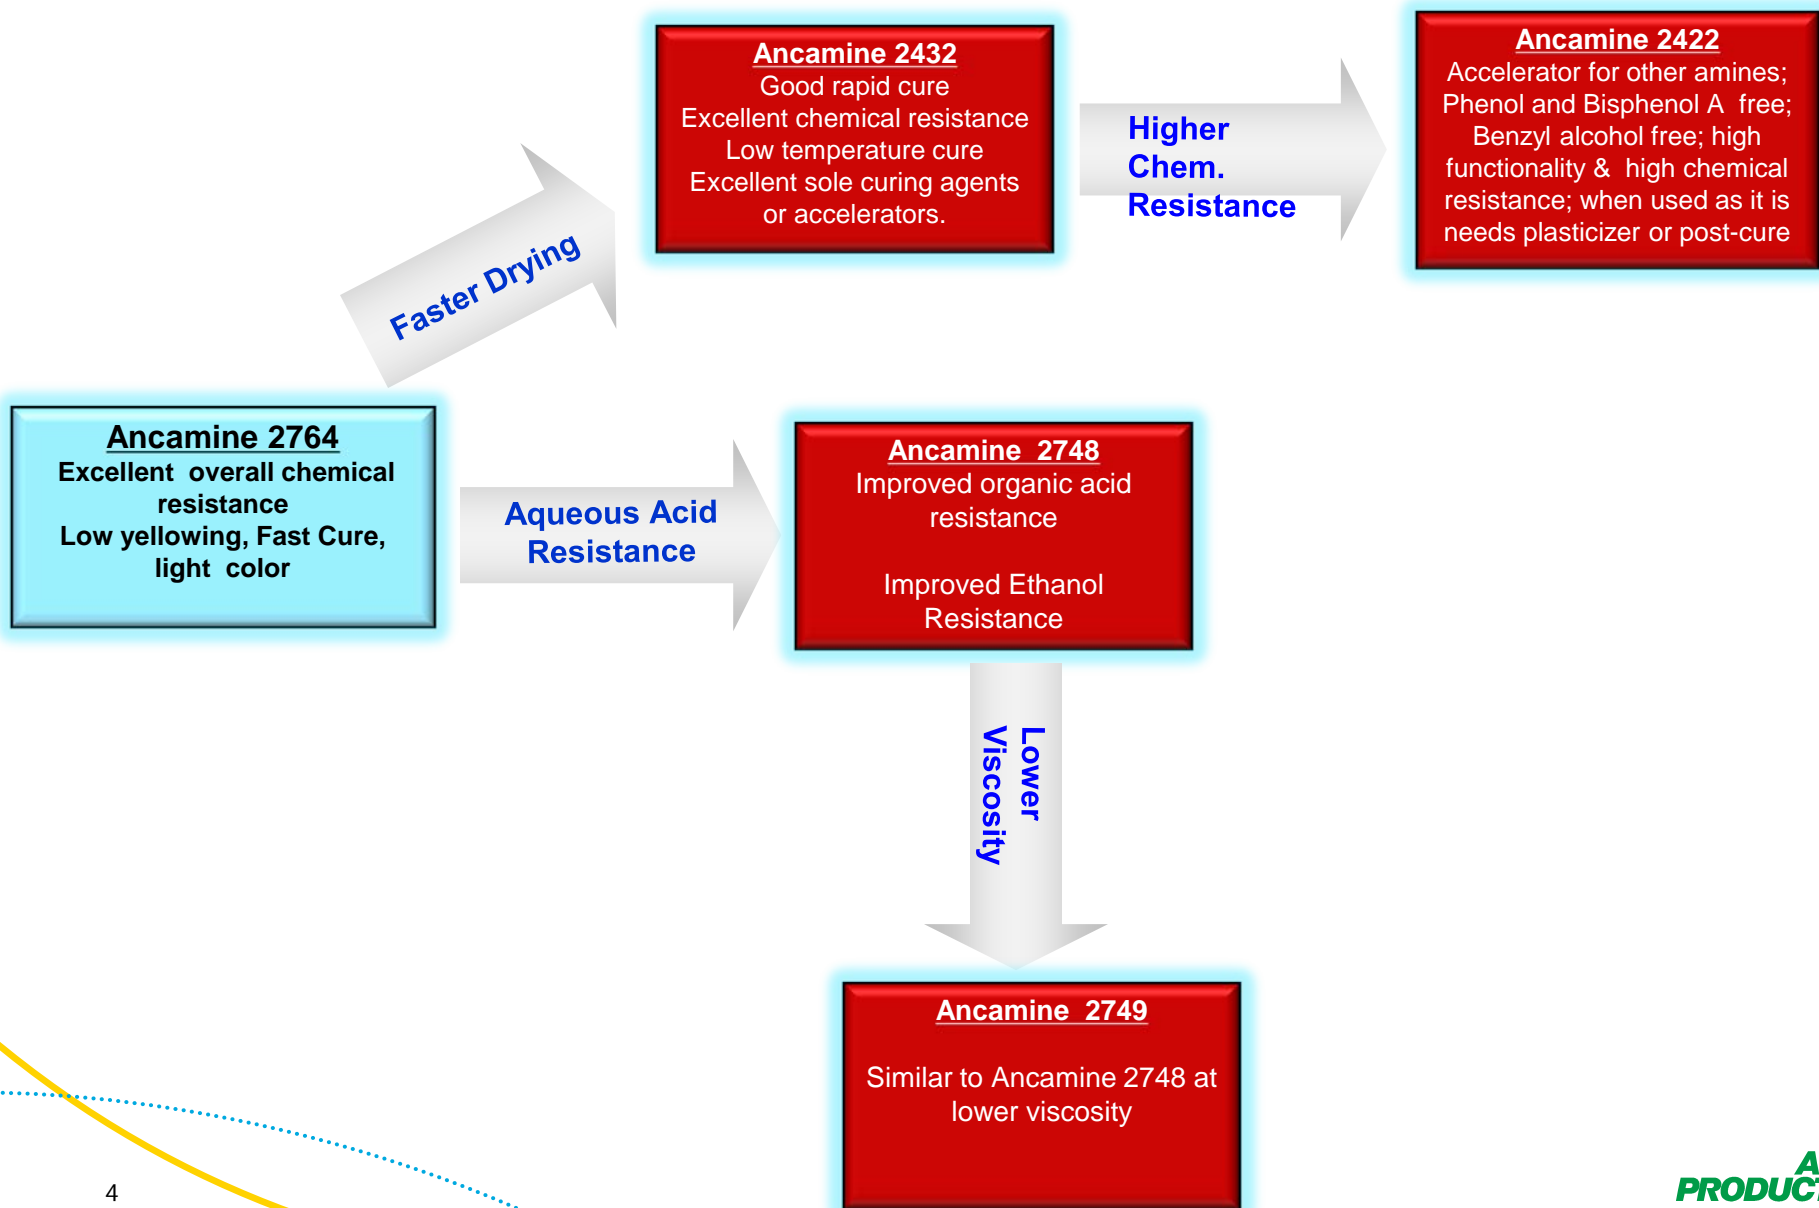 Ancamine 2432
Good rapid cure
Excellent chemical resistance
Low temperature cure
Excellent sole curing agents
or accelerators.
Higher
Chem.
Resistance
Ancamine 2422
Accelerator for other amines;
Phenol and Bisphenol A free;
Benzyl alcohol free; high
functionality & high chemical
resistance; when used as it is
needs plasticizer or post-cure
Faster Drying
Ancamine 2764
Excellent overall chemical
resistance
Low yellowing, Fast Cure,
light color
Aqueous Acid
Resistance
Ancamine 2748
Improved organic acid
resistance
Improved Ethanol
Resistance
Lower
Viscosity
Ancamine 2749
Similar to Ancamine 2748 at
lower viscosity
4